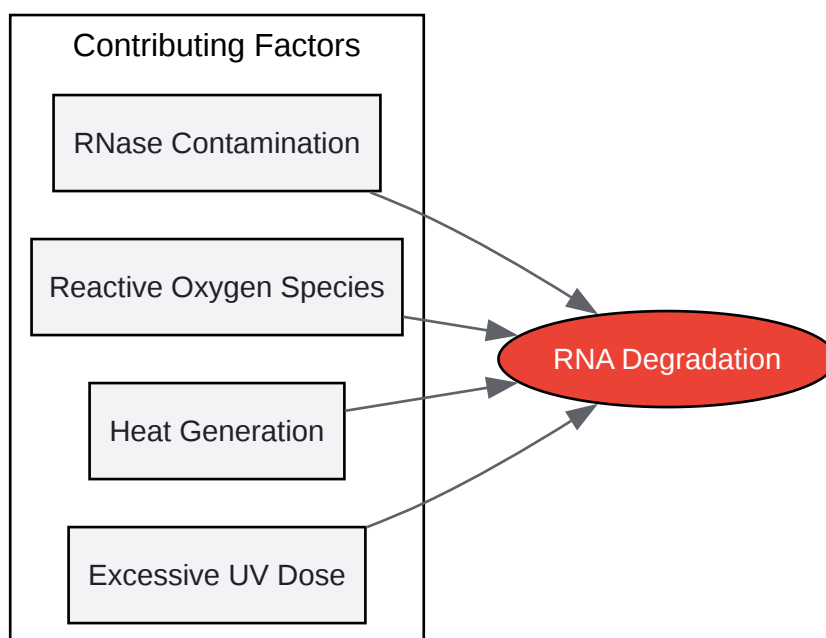 Contributing Factors
RNase Contamination
Reactive Oxygen Species
RNA Degradation
Heat Generation
Excessive UV Dose